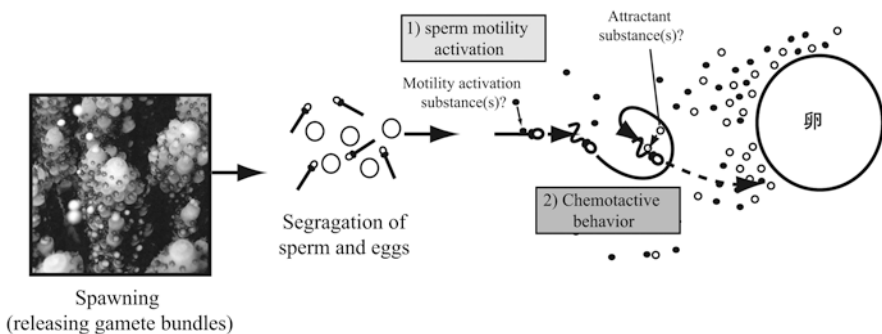 1) sperm motility
activation
Attractant
substance(s)?
Motility activation
substance(s)?
卵
2) Chemotactive
behavior
Segragation of
sperm and eggs
Spawning
(releasing gamete bundles)